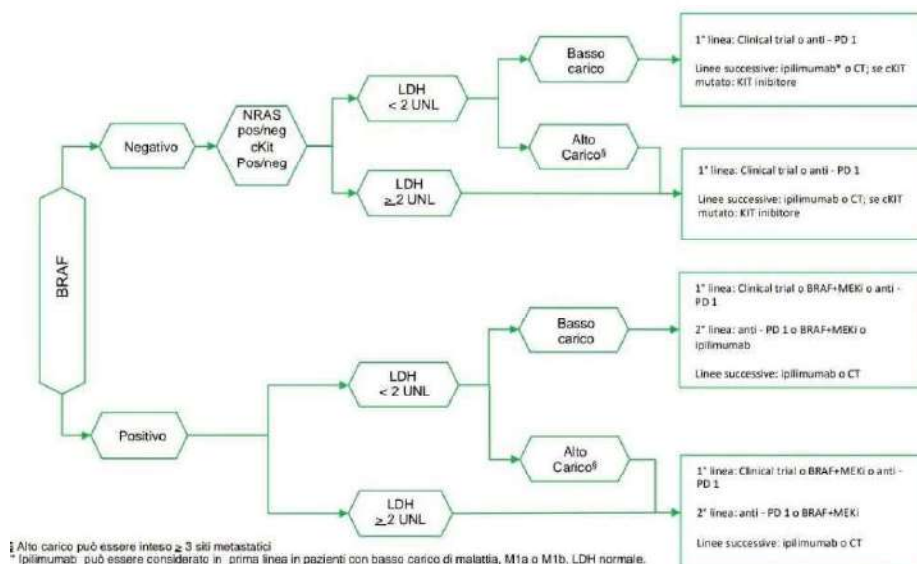 BRAF
Negativo
NRAS
pos/neg
cKit
Pos/neg
LDH
< 2 UNL
Basso
carico
1° linea: Clinical trial o anti - PD 1
Linee successive: ipilimumab* o CT; se cKIT
mutato: KIT inibitore
Alto
Carico§
LDH
≥ 2 UNL
1° linea: Clinical trial o anti - PD 1
Linee successive: ipilimumab o CT; se cKIT
mutato: KIT inibitore
Positivo
LDH
< 2 UNL
Basso
carico
1° linea: Clinical trial o BRAF+MEKi o anti -
PD 1
2° linea: anti - PD 1 o BRAF+MEKi o
ipilimumab
Linee successive: ipilimumab o CT
Alto
Carico§
LDH
≥ 2 UNL
1° linea: Clinical trial o BRAF+MEKi o anti -
PD 1
2° linea: anti - PD 1 o BRAF+MEKi
Linee successive: ipilimumab o CT
Alto carico può essere inteso ≥ 3 siti metastatici
* Ipilimumab può essere considerato in prima linea in pazienti con basso carico di malattia, M1a o M1b, LDH normale.